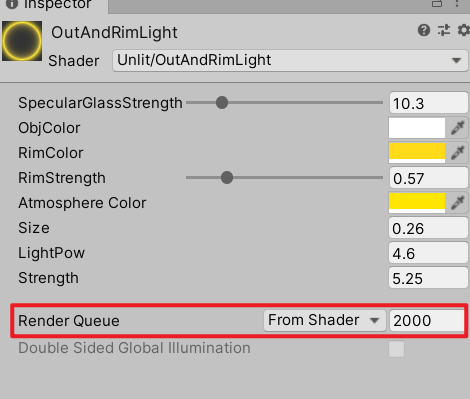 Inspector
OutAndRimLight
Shader Unlit/OutAndRimLight
SpecularGlassStrength 10.3
ObjColor
RimColor
RimStrength 0.57
Atmosphere Color
Size 0.26
LightPow 4.6
Strength 5.25
Render Queue From Shader 2000
Double Sided Global Illumination